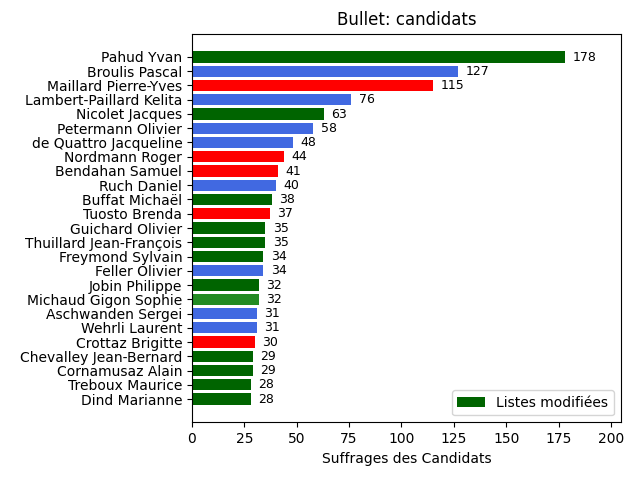 Bullet: candidats
Pahud Yvan 178
Broulis Pascal 127
Maillard Pierre-Yves 115
Lambert-Paillard Kelita 76
Nicolet Jacques 63
Petermann Olivier 58
de Quattro Jacqueline 48
Nordmann Roger 44
Bendahan Samuel 41
Ruch Daniel 40
Buffat Michaël 38
Tuosto Brenda 37
Guichard Olivier 35
Thuillard Jean-François 35
Freymond Sylvain 34
Feller Olivier 34
Jobin Philippe 32
Michaud Gigon Sophie 32
Aschwanden Sergei 31
Wehrli Laurent 31
Crottaz Brigitte 30
Chevalley Jean-Bernard 29
Cornamusaz Alain 29
Treboux Maurice 28
Dind Marianne 28
Listes modifiées
0 25 50 75 100 125 150 175 200
Suffrages des Candidats